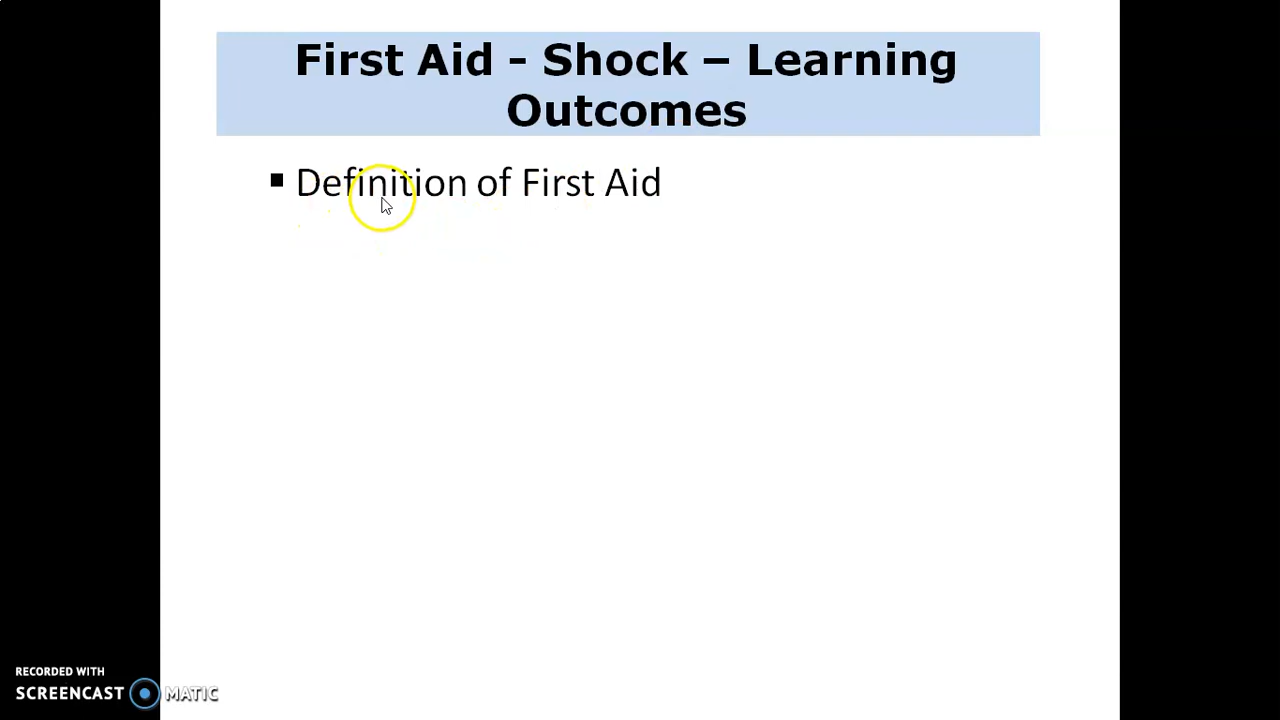 First Aid - Shock – Learning
Outcomes
▪ Definition of First Aid
RECORDED WITH
SCREENCAST MATIC